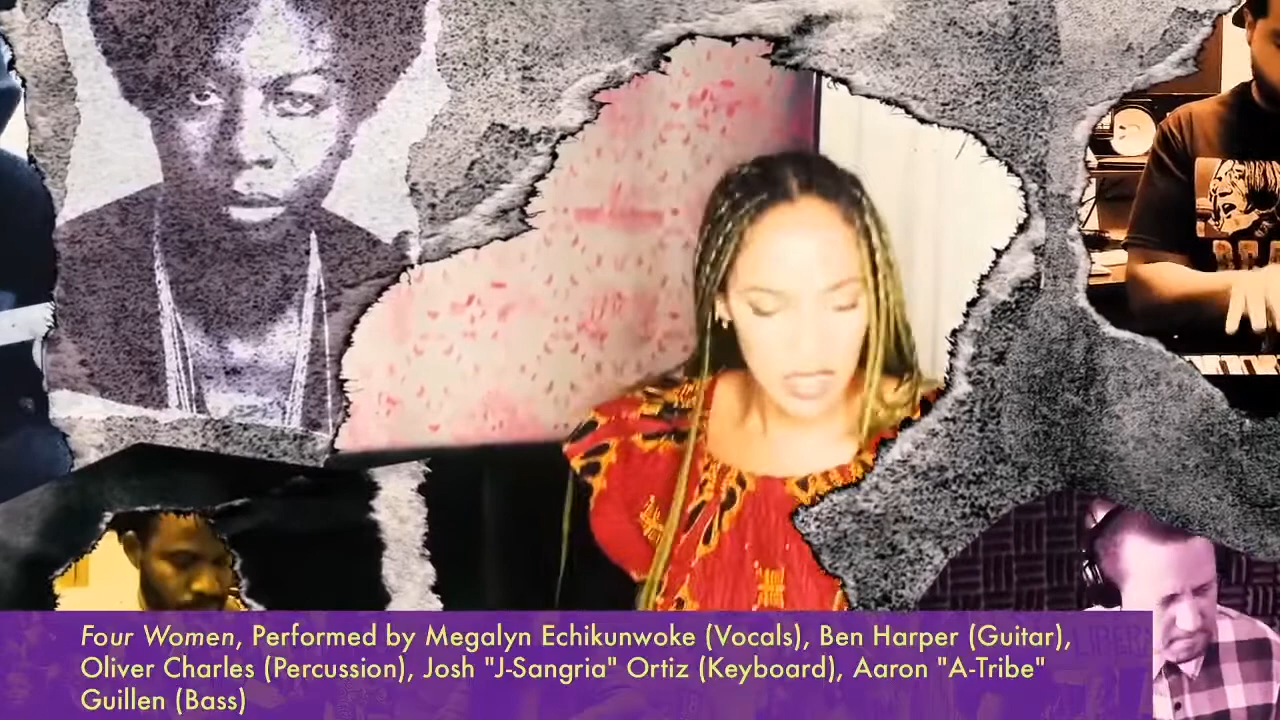 Four Women, Performed by Megalyn Echikunwoke (Vocals), Ben Harper (Guitar),
Oliver Charles (Percussion), Josh "J-Sangria" Ortiz (Keyboard), Aaron "A-Tribe"
Guillen (Bass)